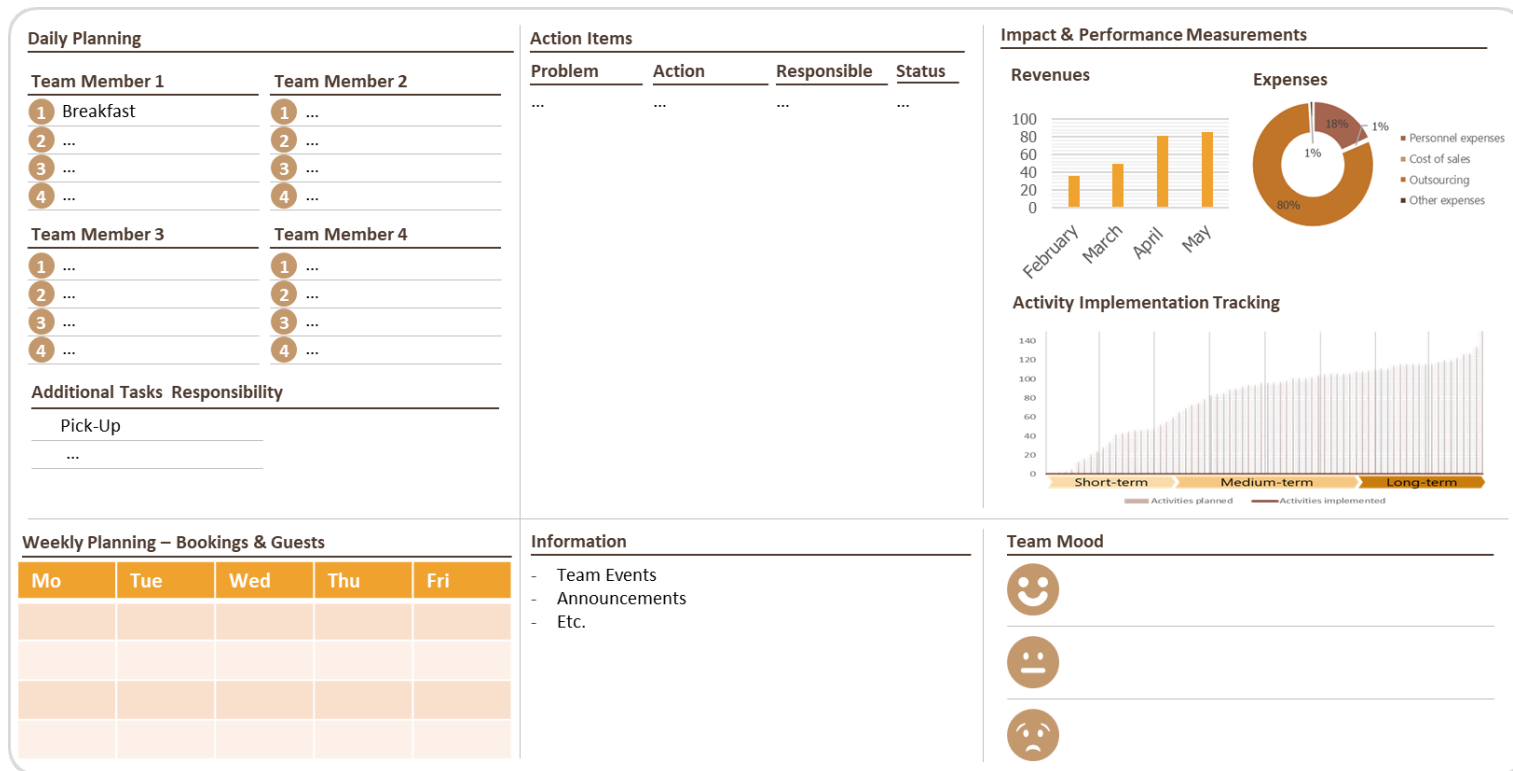 Daily Planning
Team Member 1
1 Breakfast
2 ...
3 ...
4 ...
Team Member 2
1 ...
2 ...
3 ...
4 ...
Team Member 3
1 ...
2 ...
3 ...
4 ...
Team Member 4
1 ...
2 ...
3 ...
4 ...
Additional Tasks Responsibility
Pick-Up
...
Action Items
Problem Action Responsible Status
... ... ... ...
Impact & Performance Measurements
Revenues
100
80
60
40
20
0
February March April May
Expenses
18%
1%
1%
80%
Personnel expenses
Cost of sales
Outsourcing
Other expenses
Activity Implementation Tracking
140
120
100
80
60
40
20
0
Short-term Medium-term Long-term
Activities planned Activities implemented
Weekly Planning – Bookings & Guests
Mo Tue Wed Thu Fri
Information
- Team Events
- Announcements
- Etc.
Team Mood